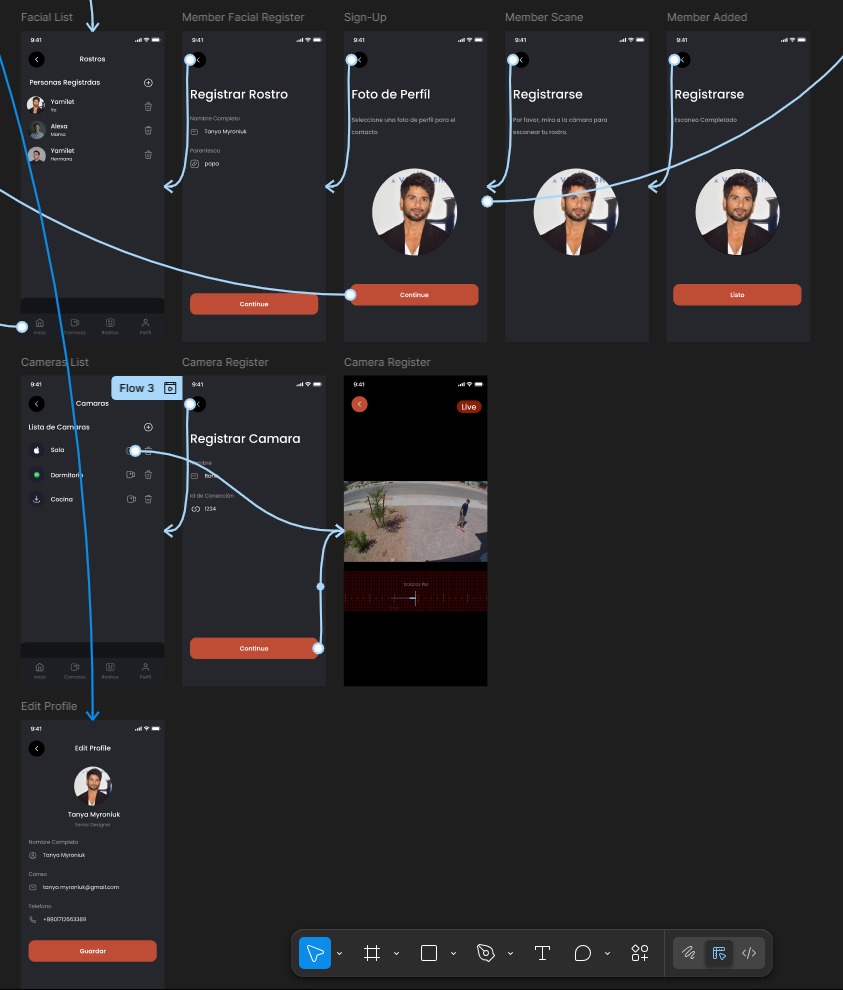 Facial List
Member Facial Register
Sign-Up
Member Scane
Member Added
9:41
9:41
9:41
9:41
9:41
Rostros
Personas Registrdas
Yamilet
Yo
Alexa
Mama
Yamilet
Hermana
Inicio
Camaras
Rostros
Perfil
Registrar Rostro
Nombre Completo
Tanya Myroniuk
Parentesco
papa
Continue
Foto de Perfíl
Seleccione una foto de perfil para el
contacto
Continue
Registrarse
Por favor, mira a la cámara para
escanear tu rostro.
Registrarse
Escaneo Completado
Listo
Cameras List
Camera Register
Camera Register
Flow 3
9:41
9:41
9:41
Camaras
Lista de Camaras
Sala
Dormitorio
Cocina
Inicio
Camaras
Rostros
Perfil
Registrar Camara
Nombre
Id de Conección
1234
Continue
Live
Edit Profile
9:41
Edit Profile
Tanya Myroniuk
Senior Designer
Nombre Completo
Tanya Myroniuk
Correo
tanya myroniuk@gmail.com
Telefono
+8801712663389
Guardar